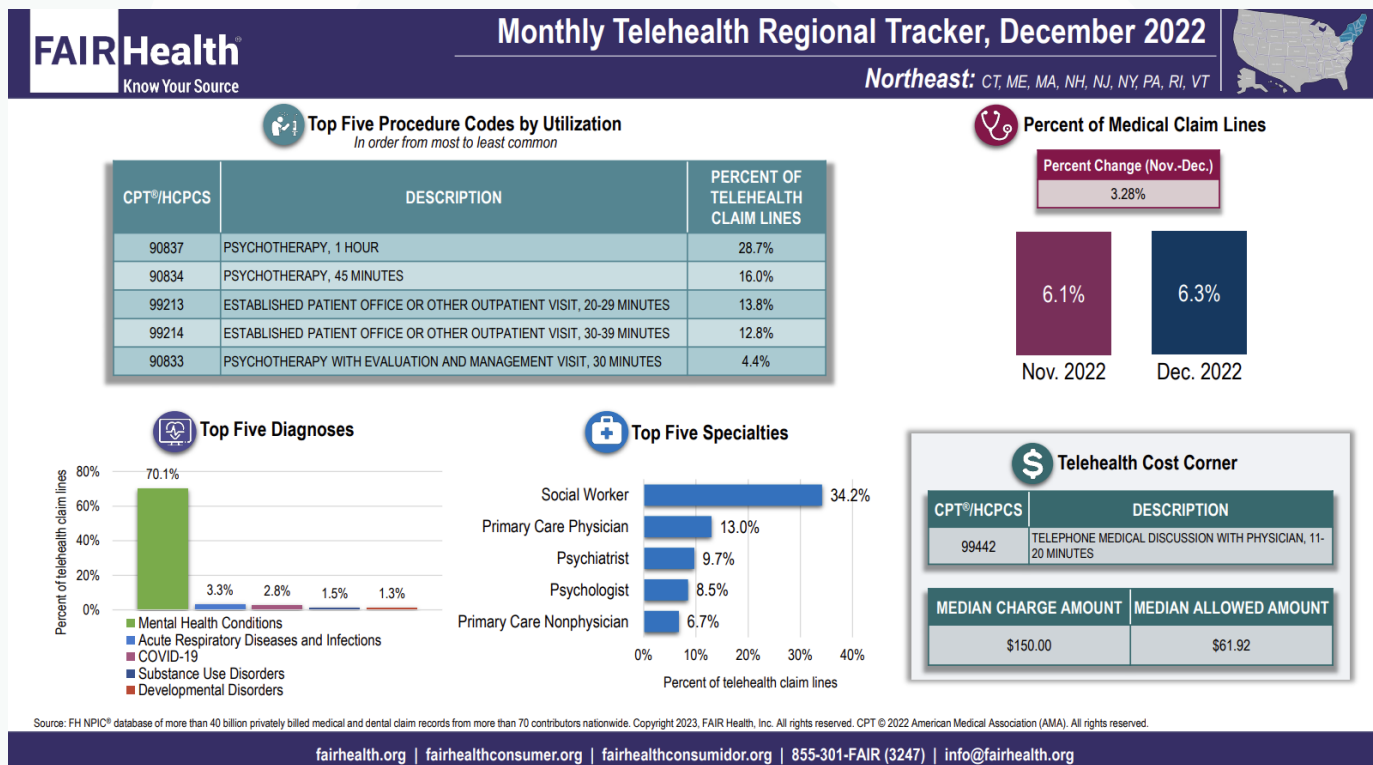 FAIR Health®
Know Your Source
Monthly Telehealth Regional Tracker, December 2022
Northeast: CT, ME, MA, NH, NJ, NY, PA, RI, VT
Top Five Procedure Codes by Utilization
In order from most to least common
CPT®/HCPCS DESCRIPTION PERCENT OF TELEHEALTH CLAIM LINES
90837 PSYCHOTHERAPY, 1 HOUR 28.7%
90834 PSYCHOTHERAPY, 45 MINUTES 16.0%
99213 ESTABLISHED PATIENT OFFICE OR OTHER OUTPATIENT VISIT, 20-29 MINUTES 13.8%
99214 ESTABLISHED PATIENT OFFICE OR OTHER OUTPATIENT VISIT, 30-39 MINUTES 12.8%
90833 PSYCHOTHERAPY WITH EVALUATION AND MANAGEMENT VISIT, 30 MINUTES 4.4%
Percent of Medical Claim Lines
Percent Change (Nov.-Dec.)
3.28%
6.1% 6.3%
Nov. 2022 Dec. 2022
Top Five Diagnoses
Percent of telehealth claim lines
80%
60%
40%
20%
0%
70.1% 3.3% 2.8% 1.5% 1.3%
Mental Health Conditions
Acute Respiratory Diseases and Infections
COVID-19
Substance Use Disorders
Developmental Disorders
Top Five Specialties
Social Worker 34.2%
Primary Care Physician 13.0%
Psychiatrist 9.7%
Psychologist 8.5%
Primary Care Nonphysician 6.7%
0% 10% 20% 30% 40%
Percent of telehealth claim lines
$ Telehealth Cost Corner
CPT®/HCPCS DESCRIPTION
99442 TELEPHONE MEDICAL DISCUSSION WITH PHYSICIAN, 11-
20 MINUTES
MEDIAN CHARGE AMOUNT MEDIAN ALLOWED AMOUNT
$150.00 $61.92
Source: FH NPIC® database of more than 40 billion privately billed medical and dental claim records from more than 70 contributors nationwide. Copyright 2023, FAIR Health, Inc. All rights reserved. CPT © 2022 American Medical Association (AMA). All rights reserved.
fairhealth.org | fairhealthconsumer.org | fairhealthconsumidor.org | 855-301-FAIR (3247) | info@fairhealth.org